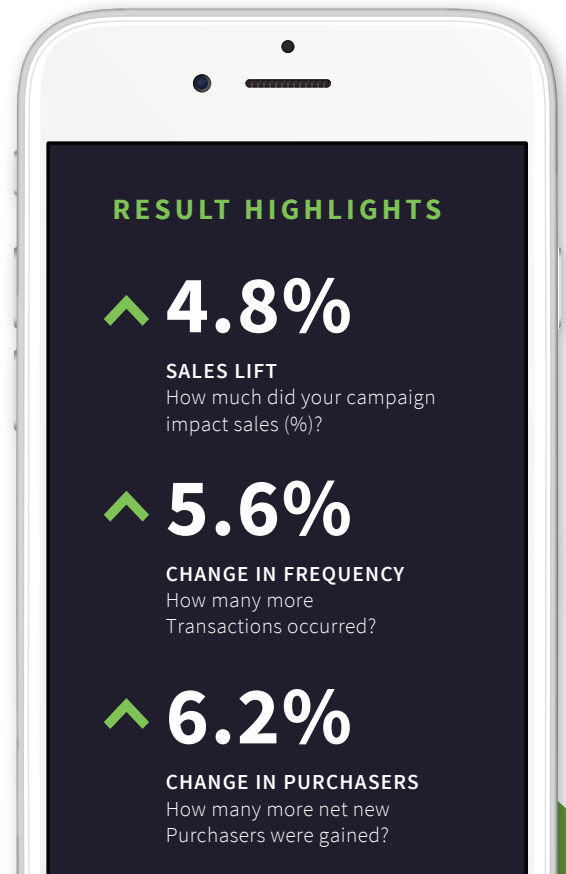 RESULT HIGHLIGHTS
4.8%
SALES LIFT
How much did your campaign
impact sales (%)?
5.6%
CHANGE IN FREQUENCY
How many more
Transactions occurred?
6.2%
CHANGE IN PURCHASERS
How many more net new
Purchasers were gained?